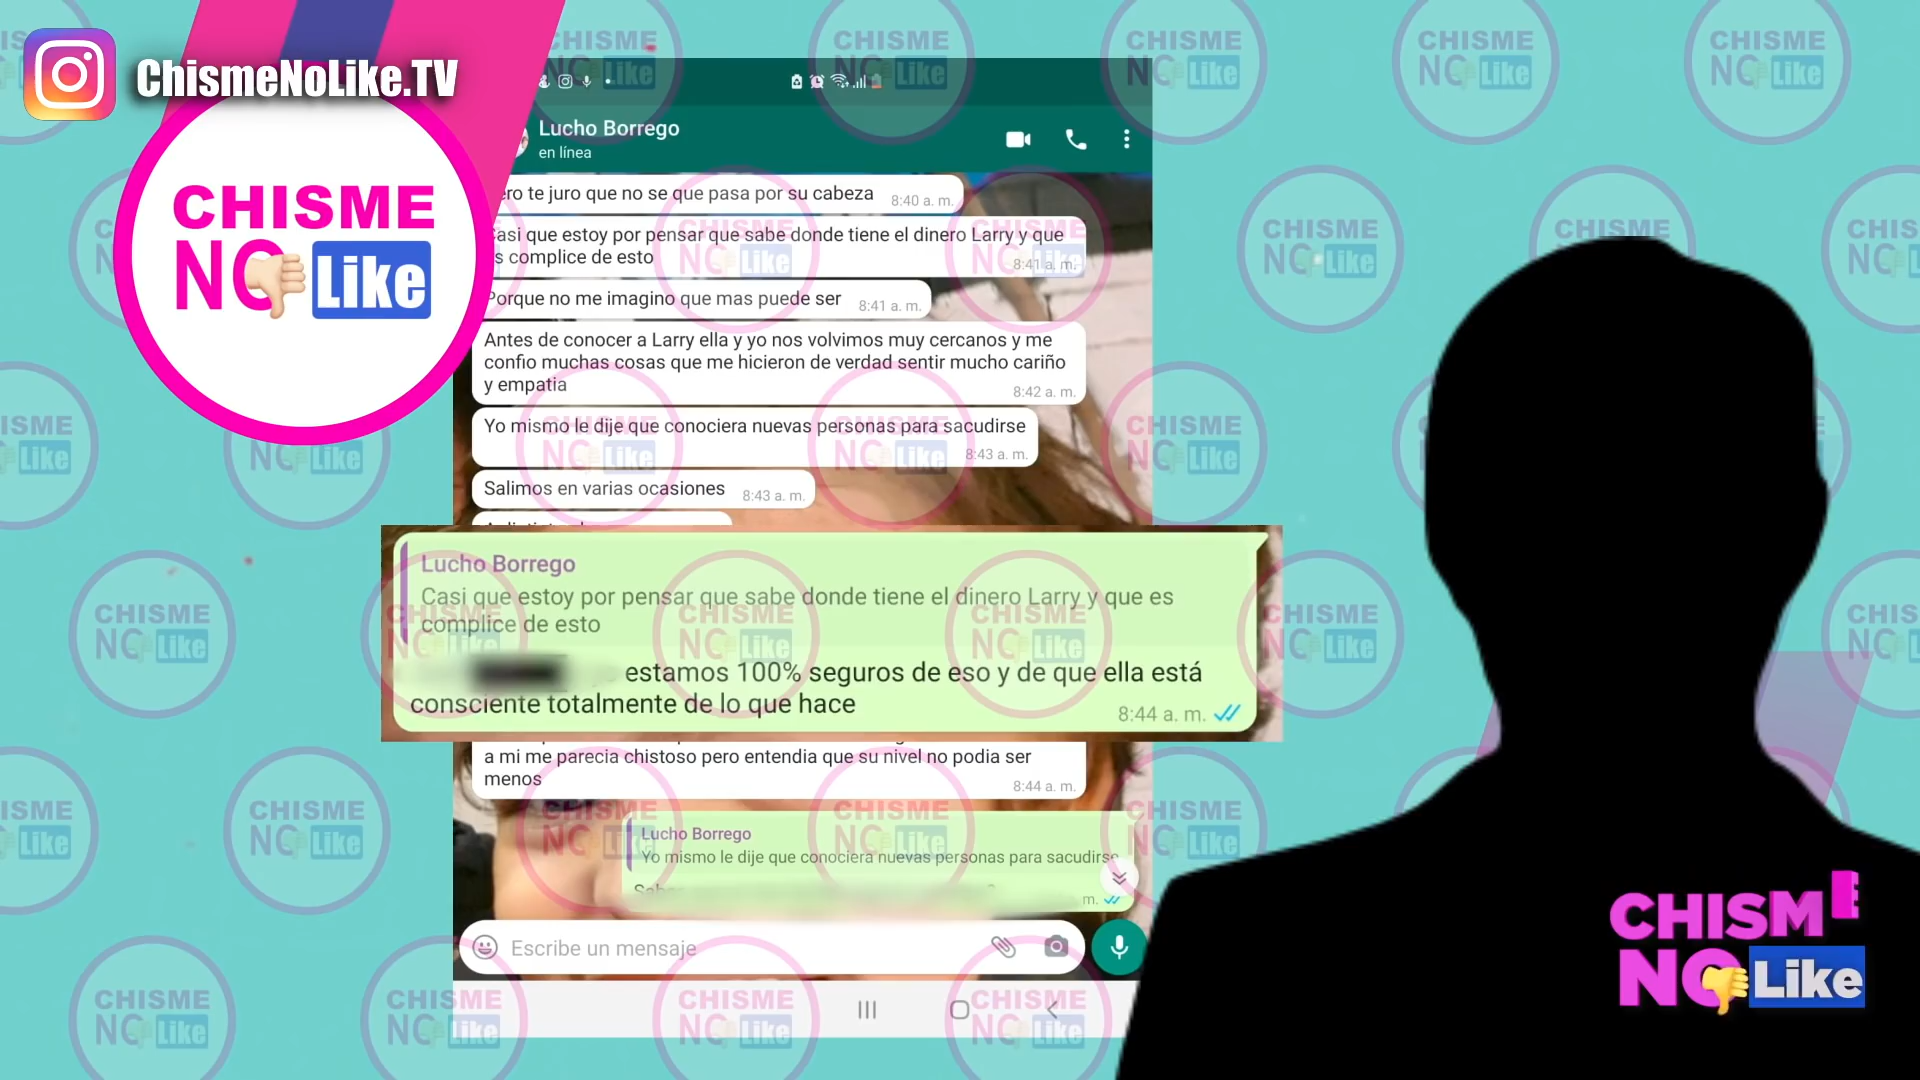 ChismeNoLike.TV
CHISME
NO Like
Lucho Borrego
en línea
ero te juro que no se que pasa por su cabeza 8:40 a. m.
Casi que estoy por pensar que sabe donde tiene el dinero Larry y que
es complice de esto 8:41 a. m.
Porque no me imagino que mas puede ser 8:41 a. m.
Antes de conocer a Larry ella y yo nos volvimos muy cercanos y me
confio muchas cosas que me hicieron de verdad sentir mucho cariño
y empatia 8:42 a. m.
Yo mismo le dije que conociera nuevas personas para sacudirse
8:43 a. m.
Salimos en varias ocasiones 8:43 a. m.
Lucho Borrego
Casi que estoy por pensar que sabe donde tiene el dinero Larry y que es
complice de esto
estamos 100% seguros de eso y de que ella está
consciente totalmente de lo que hace
8:44 a. m.
a mi me parecia chistoso pero entendia que su nivel no podia ser
menos 8:44 a. m.
Lucho Borrego
Yo mismo le dije que conociera nuevas personas para sacudirse
m.
Escribe un mensaje
CHISME
NO Like